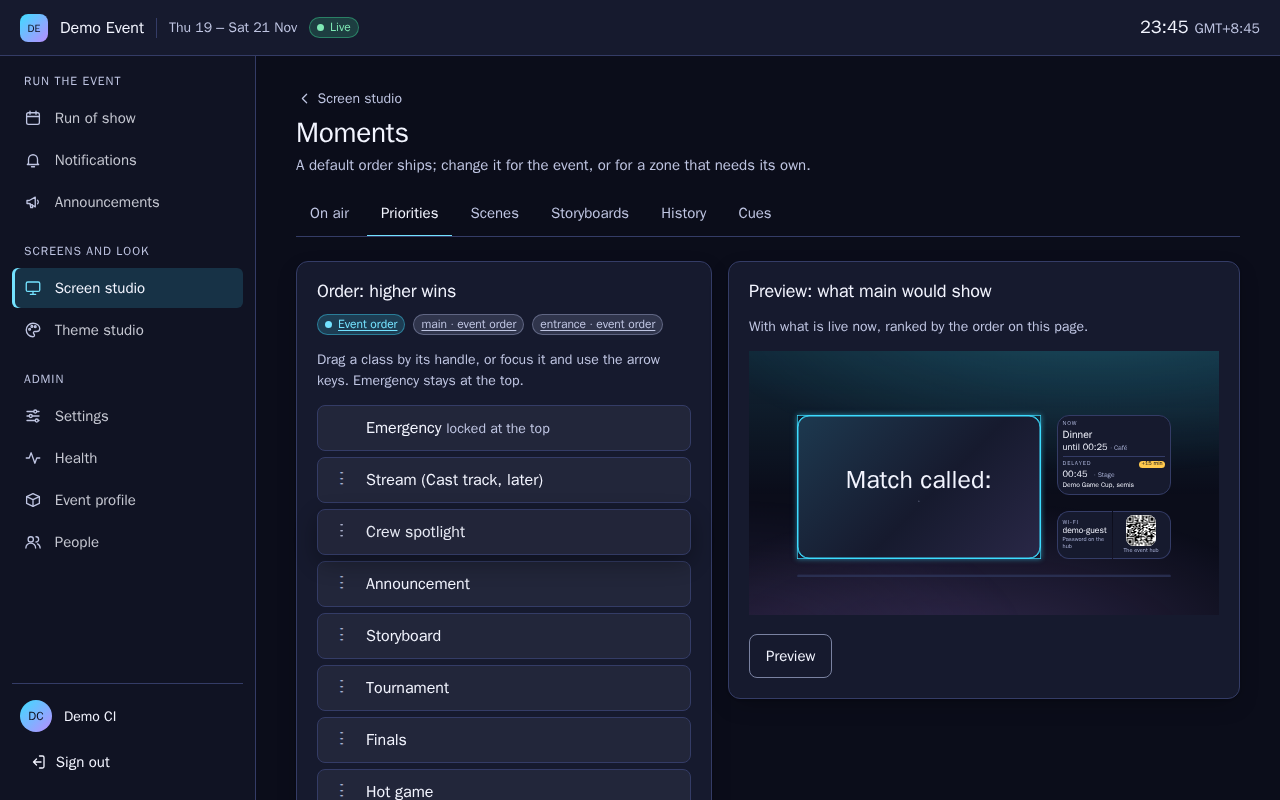 DE Demo Event Thu 19 – Sat 21 Nov Live 23:45 GMT+8:45
RUN THE EVENT
Run of show
Notifications
Announcements
SCREENS AND LOOK
Screen studio
Theme studio
ADMIN
Settings
Health
Event profile
People
DC Demo CI
Sign out
Screen studio
Moments
A default order ships; change it for the event, or for a zone that needs its own.
On air Priorities Scenes Storyboards History Cues
Order: higher wins
Event order main · event order entrance · event order
Drag a class by its handle, or focus it and use the arrow
keys. Emergency stays at the top.
Emergency locked at the top
Stream (Cast track, later)
Crew spotlight
Announcement
Storyboard
Tournament
Finals
Hot game
Preview: what main would show
With what is live now, ranked by the order on this page.
Match called:
NOW
Dinner
until 00:25 · Café
DELAYED +15 min
00:45 Stage
Demo Game Cup, semis
WI-FI
demo-guest
Password on the
hub
The event hub
Preview